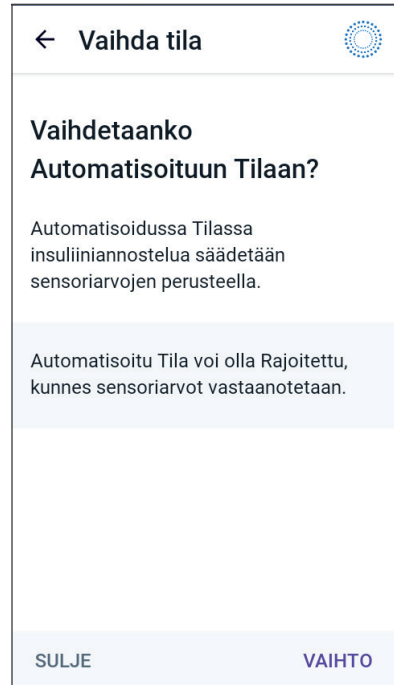 Vaihda tila
Vaihdetaanko
Automatisoituun Tilaan?
Automatisoidussa Tilassa
insuliiniannostelua säädetään
sensoriarvojen perusteella.
Automatisoitu Tila voi olla Rajoitettu,
kunnes sensoriarvot vastaanotetaan.
SULJE VAIHTO